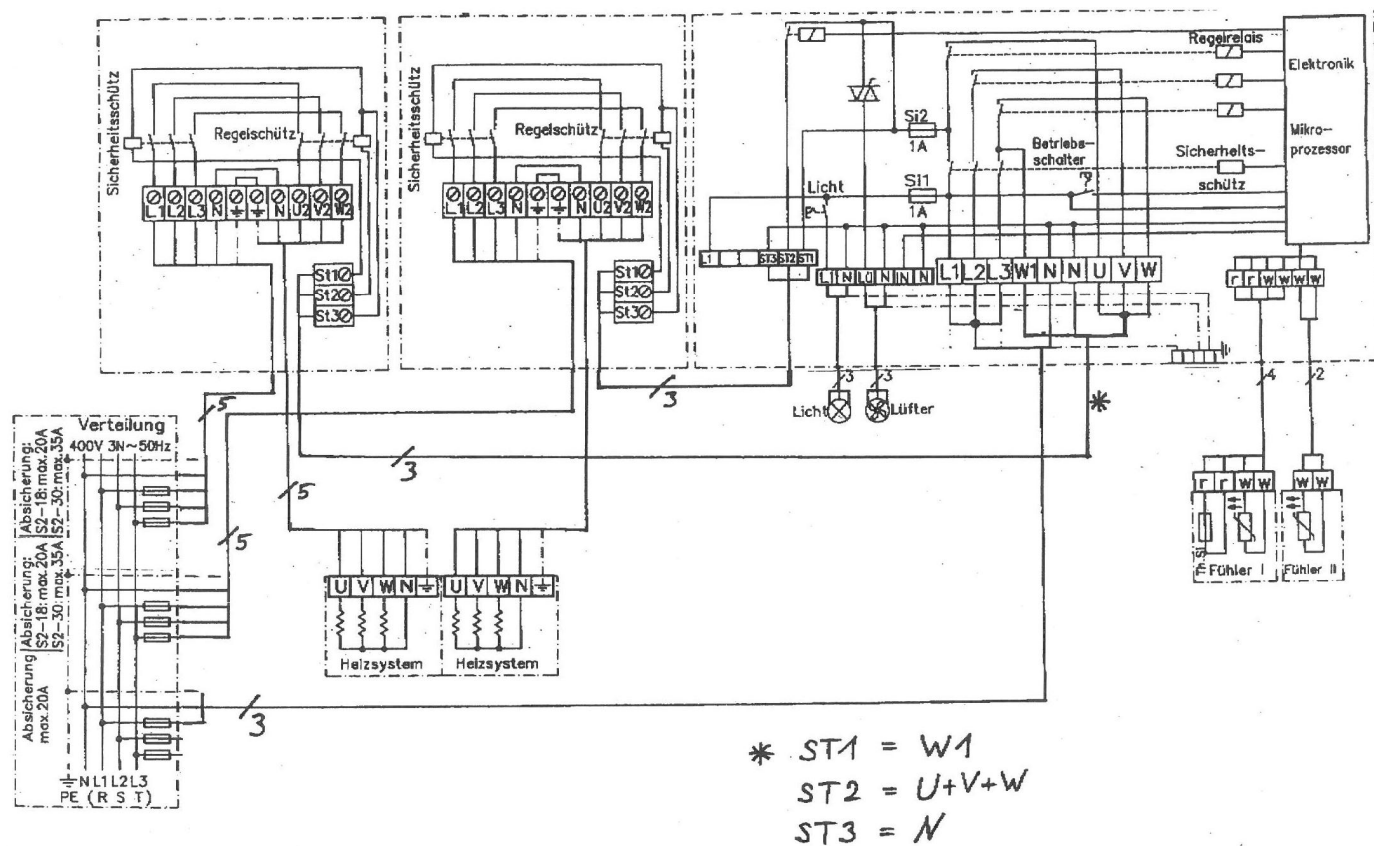 Sicherheitsschütz
Regelschütz
L1 L2 L3 N N U2 V2 W2
St1
St2
St3
Sicherheitsschütz
Regelschütz
L1 L2 L3 N N U2 V2 W2
St1
St2
St3
Regelrelais
Elektronik
Mikro-
prozessor
Si2
1A
Betriebs-
schalter
Sicherheits-
schütz
Licht
Si1
1A
L1 ST3 ST2 ST1
L1 N LÜ N IN N
L1 L2 L3 W1 N N U V W
r r W W W W
3
3
3
4
2
Licht
Lüfter
*
r r W W
W W
Th Si
Fühler I
Fühler II
5
3
5
5
3
Verteilung
400V 3N~50Hz
Absicherung:
S2-18: max.20A
S2-30: max.35A
Absicherung:
S2-18: max.20A
S2-30: max.35A
Absicherung
max.20A
N L1 L2 L3
PE (R S T)
U V W N
Heizsystem
U V W N
Heizsystem
* ST1 = W1
ST2 = U+V+W
ST3 = N